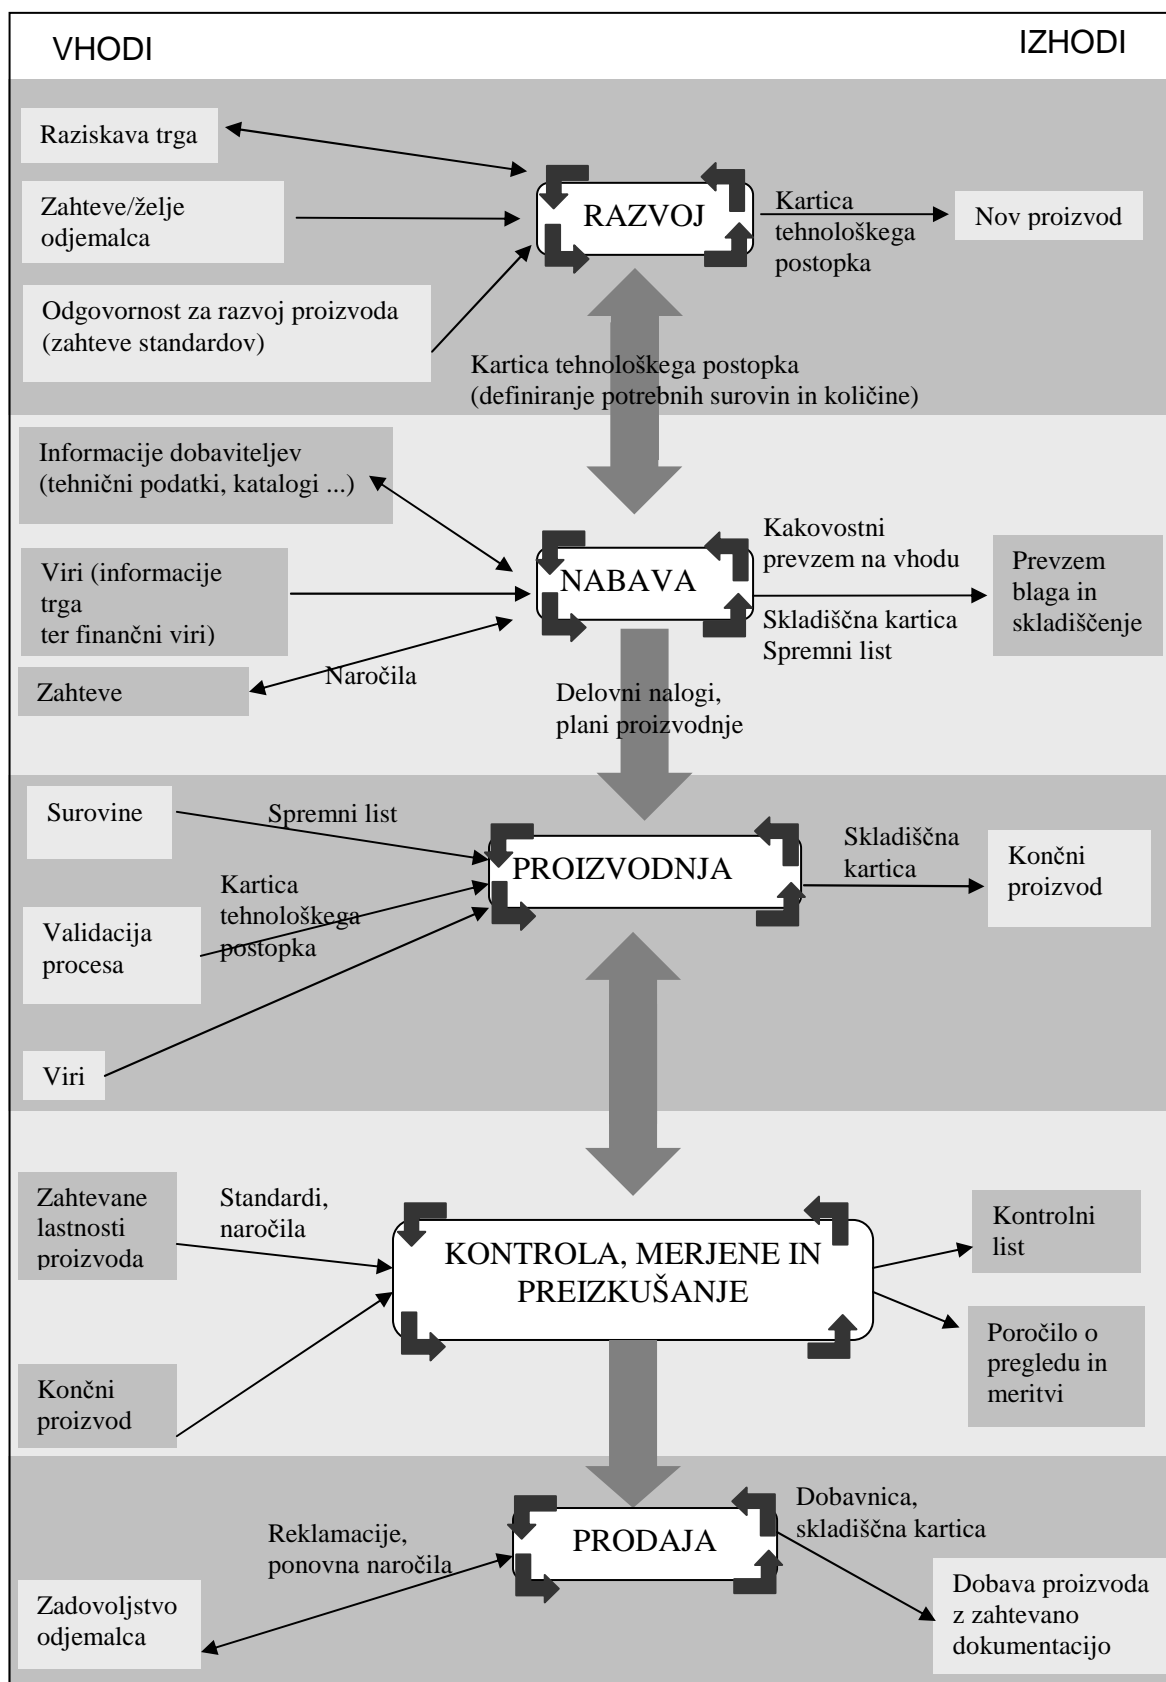 VHODI
IZHODI
Raziskava trga
Zahteve/želje
odjemalca
Odgovornost za razvoj proizvoda
(zahteve standardov)
RAZVOJ
Kartica
tehnološkega
postopka
Nov proizvod
Kartica tehnološkega postopka
(definiranje potrebnih surovin in količine)
Informacije dobaviteljev
(tehnični podatki, katalogi ...)
Viri (informacije
trga
ter finančni viri)
Zahteve
Naročila
NABAVA
Kakovostni
prevzem na vhodu
Skladiščna kartica
Spremni list
Prevzem
blaga in
skladiščenje
Delovni nalogi,
plani proizvodnje
Surovine
Spremni list
Validacija
procesa
Kartica
tehnološkega
postopka
Viri
PROIZVODNJA
Skladiščna
kartica
Končni
proizvod
Zahtevane
lastnosti
proizvoda
Standardi,
naročila
Končni
proizvod
KONTROLA, MERJENE IN
PREIZKUŠANJE
Kontrolni
list
Poročilo o
pregledu in
meritvi
Reklamacije,
ponovna naročila
Zadovoljstvo
odjemalca
PRODAJA
Dobavnica,
skladiščna kartica
Dobava proizvoda
z zahtevano
dokumentacijo